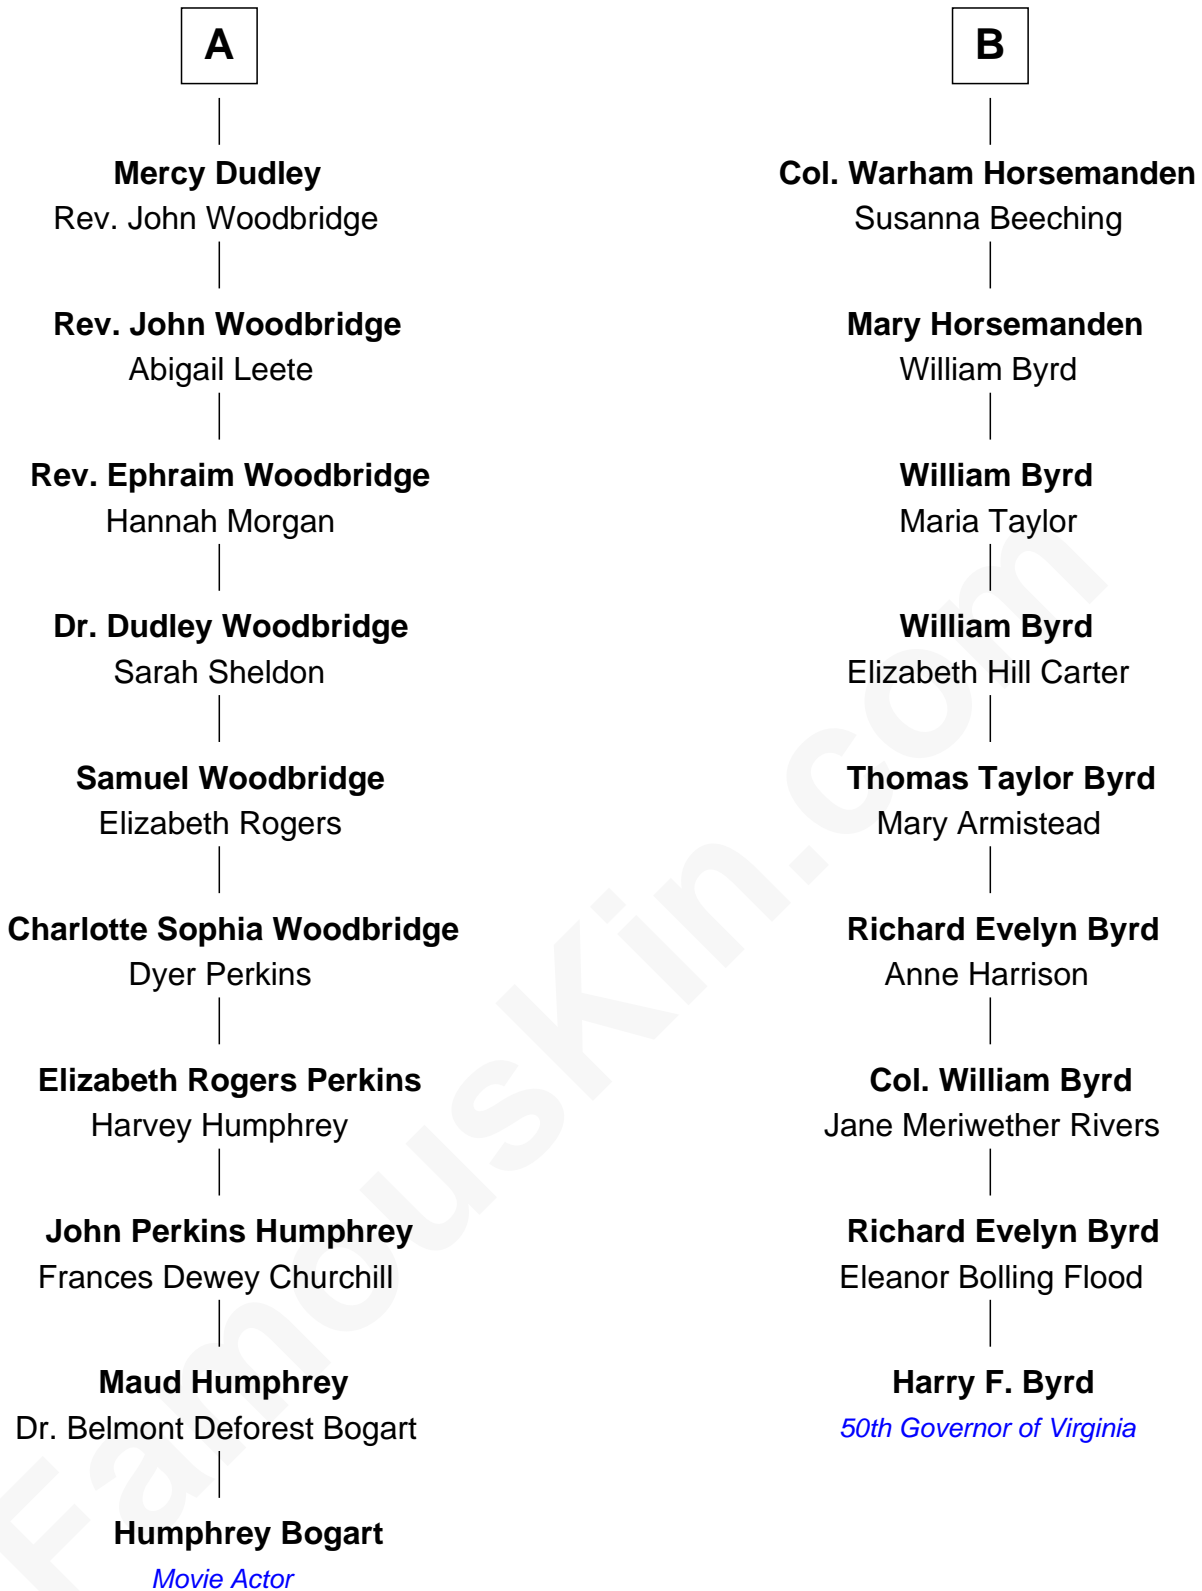 A
Mercy Dudley
Rev. John Woodbridge
Rev. John Woodbridge
Abigail Leete
Rev. Ephraim Woodbridge
Hannah Morgan
Dr. Dudley Woodbridge
Sarah Sheldon
Samuel Woodbridge
Elizabeth Rogers
Charlotte Sophia Woodbridge
Dyer Perkins
Elizabeth Rogers Perkins
Harvey Humphrey
John Perkins Humphrey
Frances Dewey Churchill
Maud Humphrey
Dr. Belmont Deforest Bogart
Humphrey Bogart
Movie Actor
B
Col. Warham Horsemanden
Susanna Beeching
Mary Horsemanden
William Byrd
William Byrd
Maria Taylor
William Byrd
Elizabeth Hill Carter
Thomas Taylor Byrd
Mary Armistead
Richard Evelyn Byrd
Anne Harrison
Col. William Byrd
Jane Meriwether Rivers
Richard Evelyn Byrd
Eleanor Bolling Flood
Harry F. Byrd
50th Governor of Virginia
FamousKin.com